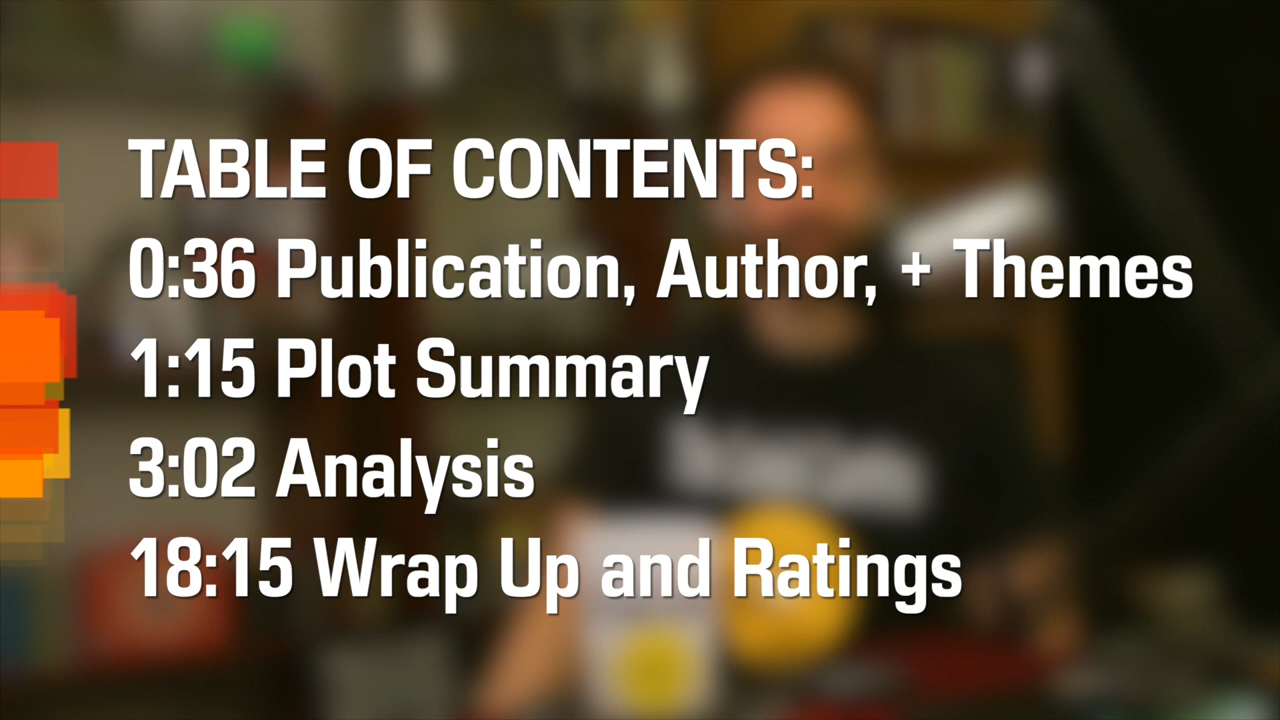 TABLE OF CONTENTS:
0:36 Publication, Author, + Themes
1:15 Plot Summary
3:02 Analysis
18:15 Wrap Up and Ratings